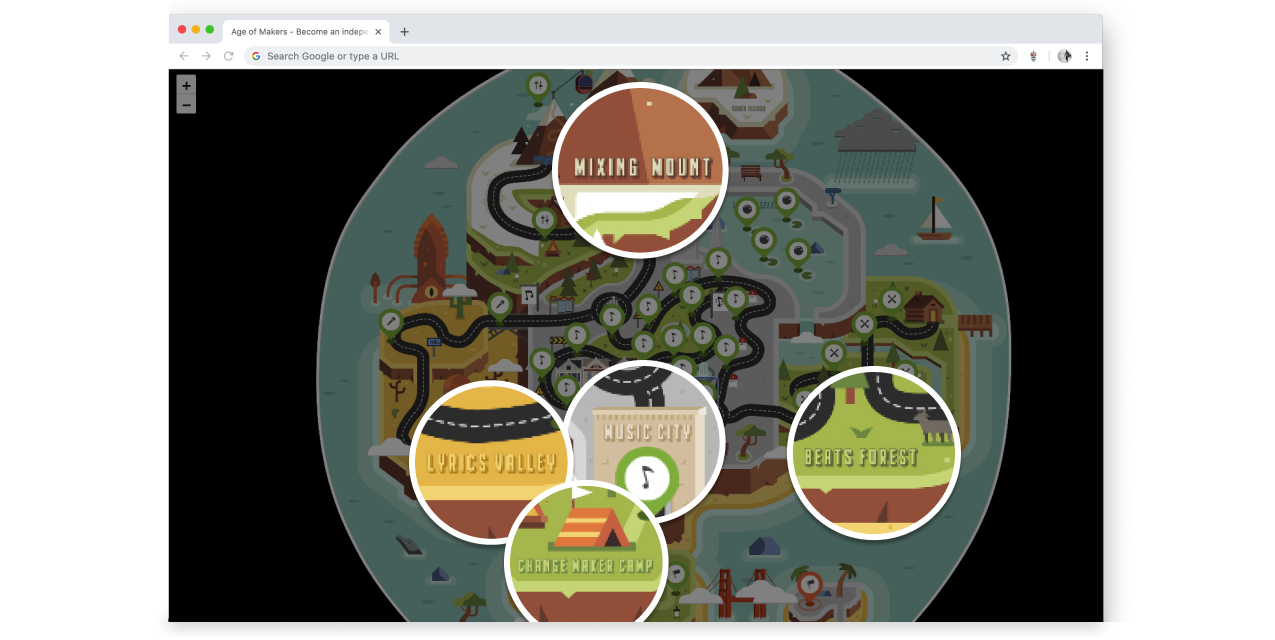 Age of Makers - Become an indepe
Search Google or type a URL
+
−
MIXING MOUNT
MUSIC CITY
LYRICS VALLEY
BEATS FOREST
CHANGE MAKER CAMP